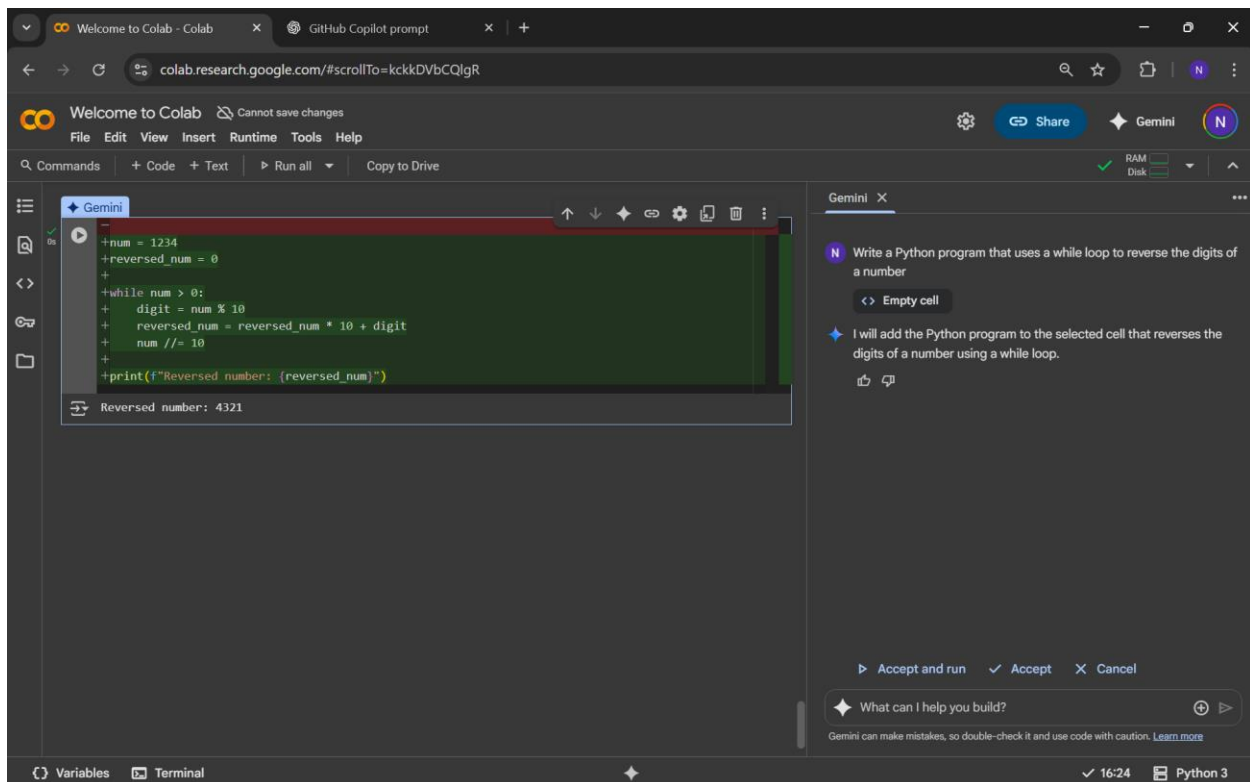 Welcome to Colab - Colab
GitHub Copilot prompt
colab.research.google.com/#scrollTo=kckkDVbCQIgR
N
Welcome to Colab Cannot save changes
File Edit View Insert Runtime Tools Help
Share
Gemini
N
Commands + Code + Text Run all Copy to Drive
RAM
Disk
Gemini
0s
-
+num = 1234
+reversed_num = 0
+
+while num > 0:
+    digit = num % 10
+    reversed_num = reversed_num * 10 + digit
+    num //= 10
+
+print(f"Reversed number: {reversed_num}")
Reversed number: 4321
Gemini
N
Write a Python program that uses a while loop to reverse the digits of
a number
<> Empty cell
I will add the Python program to the selected cell that reverses the
digits of a number using a while loop.
Accept and run Accept Cancel
What can I help you build?
Gemini can make mistakes, so double-check it and use code with caution. Learn more
{} Variables Terminal
16:24 Python 3